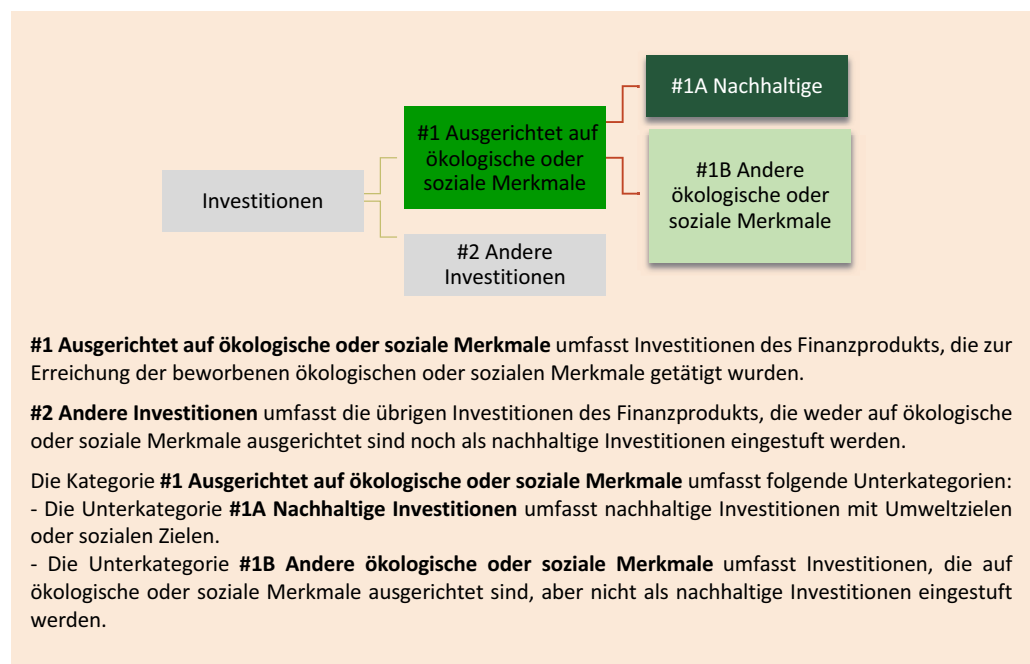 #1A Nachhaltige
#1 Ausgerichtet auf
ökologische oder
soziale Merkmale
#1B Andere
ökologische oder
soziale Merkmale
Investitionen
#2 Andere
Investitionen
#1 Ausgerichtet auf ökologische oder soziale Merkmale umfasst Investitionen des Finanzprodukts, die zur
Erreichung der beworbenen ökologischen oder sozialen Merkmale getätigt wurden.
#2 Andere Investitionen umfasst die übrigen Investitionen des Finanzprodukts, die weder auf ökologische
oder soziale Merkmale ausgerichtet sind noch als nachhaltige Investitionen eingestuft werden.
Die Kategorie #1 Ausgerichtet auf ökologische oder soziale Merkmale umfasst folgende Unterkategorien:
- Die Unterkategorie #1A Nachhaltige Investitionen umfasst nachhaltige Investitionen mit Umweltzielen
oder sozialen Zielen.
- Die Unterkategorie #1B Andere ökologische oder soziale Merkmale umfasst Investitionen, die auf
ökologische oder soziale Merkmale ausgerichtet sind, aber nicht als nachhaltige Investitionen eingestuft
werden.